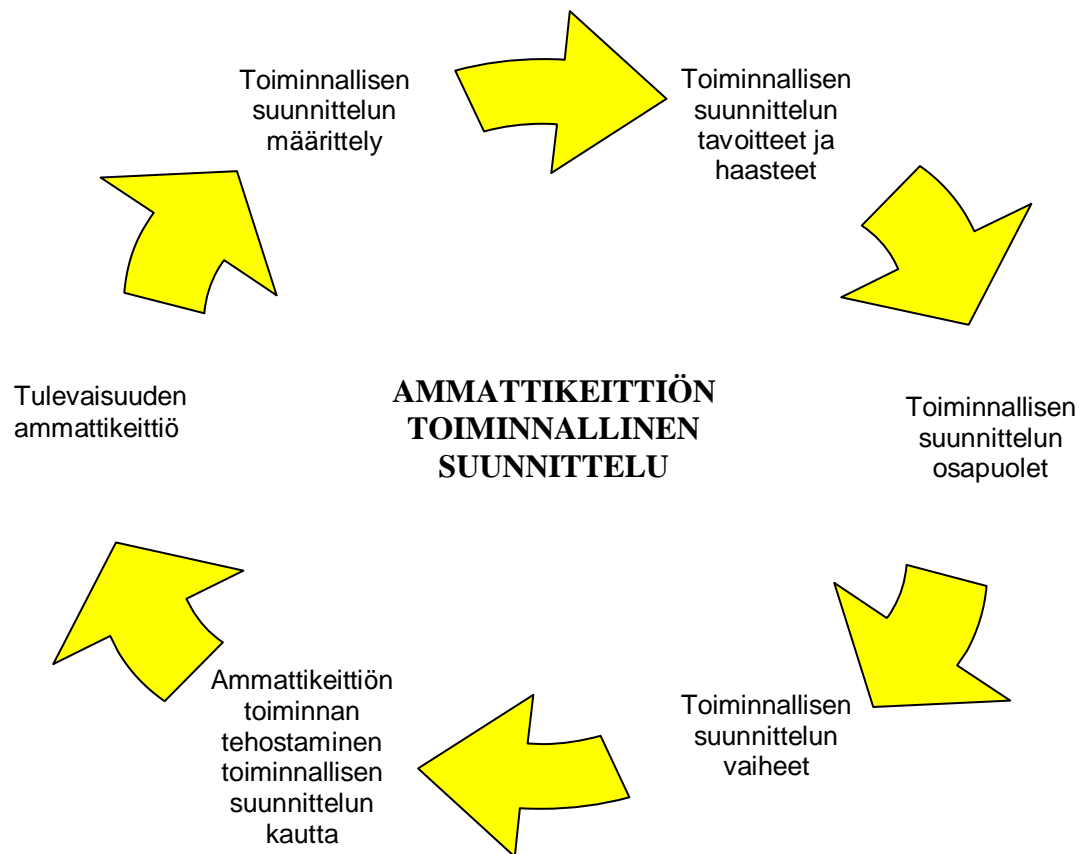 Toiminnallisen
suunnittelun
määrittely
Toiminnallisen
suunnittelun
tavoitteet ja
haasteet
Toiminnallisen
suunnittelun
osapuolet
Toiminnallisen
suunnittelun
vaiheet
Ammattikeittiön
toiminnan
tehostaminen
toiminnallisen
suunnittelun
kautta
Tulevaisuuden
ammattikeittiö
AMMATTIKEITTIÖN
TOIMINNALLINEN
SUUNNITTELU